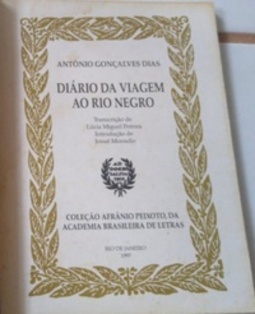 ANTÔNIO GONÇALVES DIAS
DIÁRIO DA VIAGEM
AO RIO NEGRO
Transcrição de
Lúcia Miguel Pereira
Introdução de
Josué Montello
COLEÇÃO AFRÂNIO PEIXOTO, DA
ACADEMIA BRASILEIRA DE LETRAS
RIO DE JANEIRO